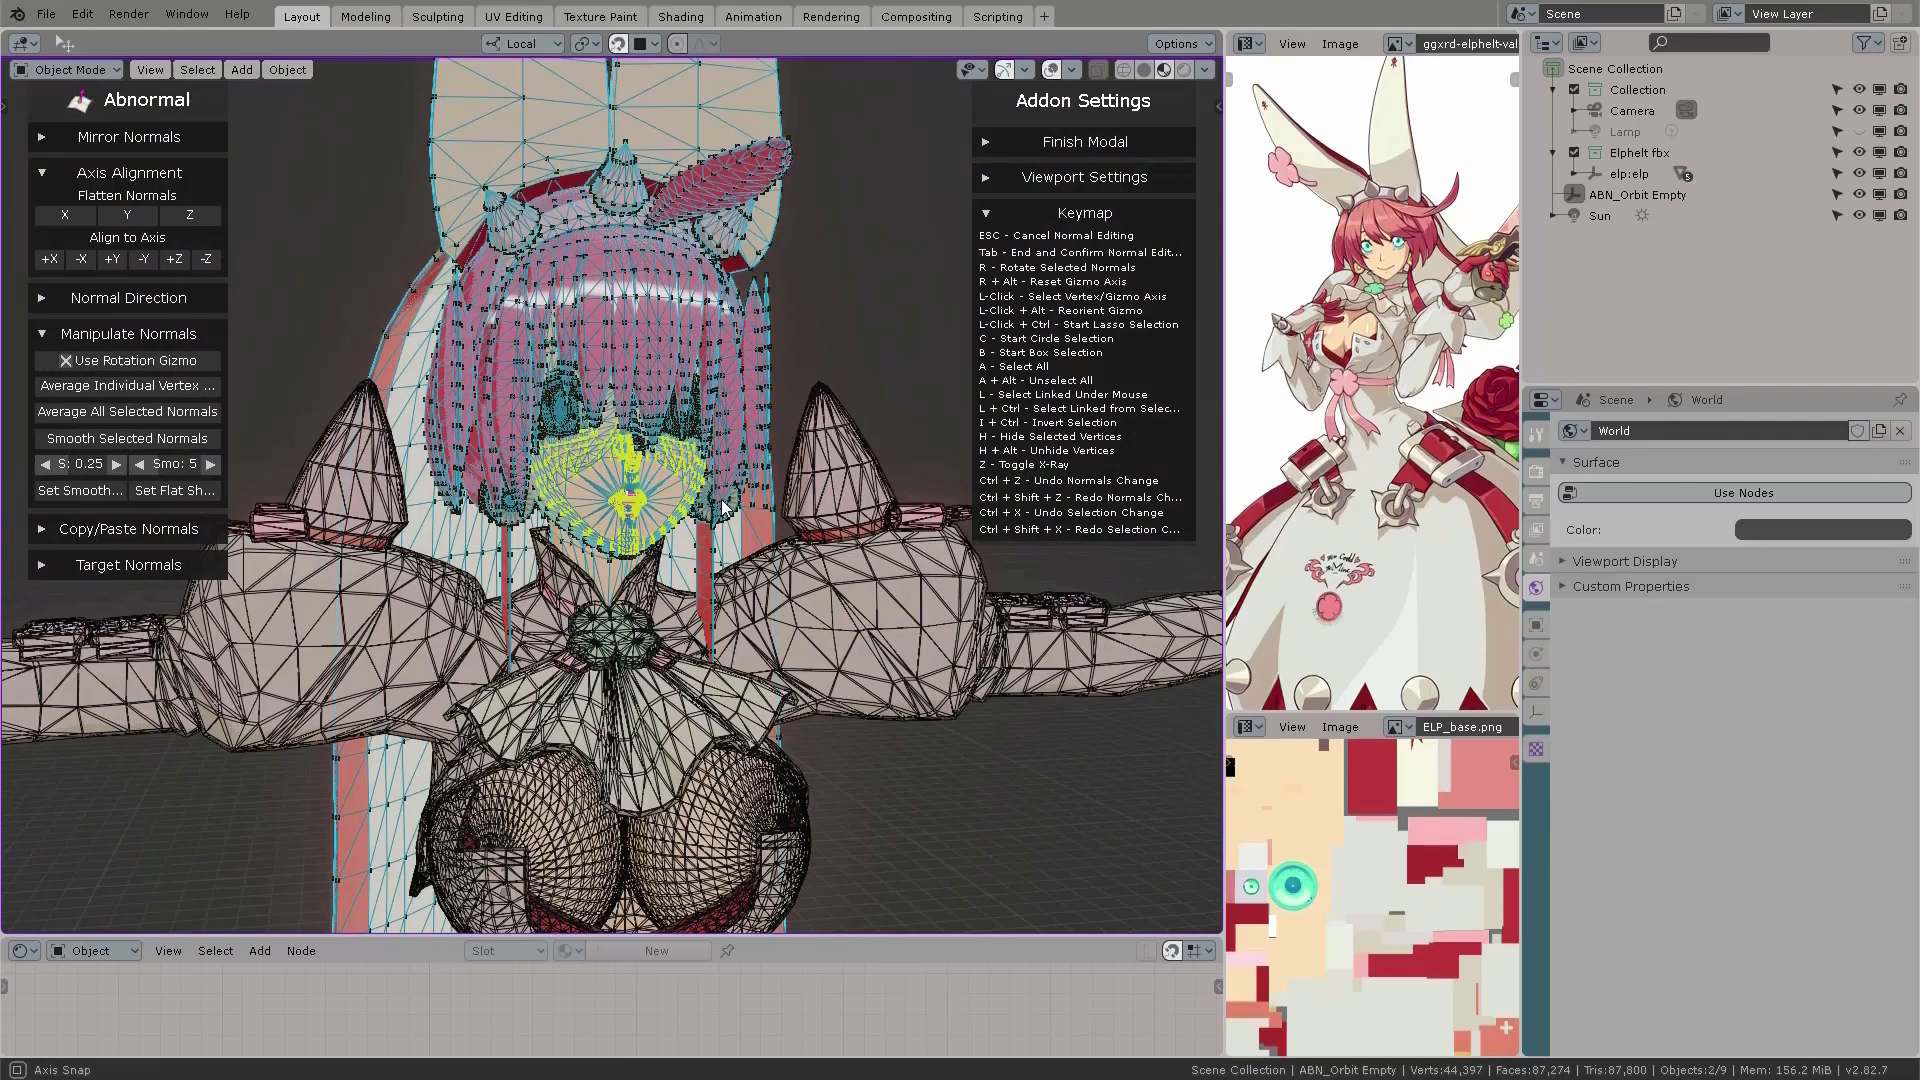 File Edit Render Window Help
Layout Modeling Sculpting UV Editing Texture Paint Shading Animation Rendering Compositing Scripting +
Scene
View Layer
Local
Options
View Image
ggxrd-elphelt-val
Object Mode View Select Add Object
Abnormal
Mirror Normals
Axis Alignment
Flatten Normals
X Y Z
Align to Axis
+X -X +Y -Y +Z -Z
Normal Direction
Manipulate Normals
Use Rotation Gizmo
Average Individual Vertex ...
Average All Selected Normals
Smooth Selected Normals
S: 0.25 Smo: 5
Set Smooth... Set Flat Sh...
Copy/Paste Normals
Target Normals
Addon Settings
Finish Modal
Viewport Settings
Keymap
ESC - Cancel Normal Editing
Tab - End and Confirm Normal Edit...
R - Rotate Selected Normals
R + Alt - Reset Gizmo Axis
L-Click - Select Vertex/Gizmo Axis
L-Click + Alt - Reorient Gizmo
L-Click + Ctrl - Start Lasso Selection
C - Start Circle Selection
B - Start Box Selection
A - Select All
A + Alt - Unselect All
L - Select Linked Under Mouse
L + Ctrl - Select Linked from Selec...
I + Ctrl - Invert Selection
H - Hide Selected Vertices
H + Alt - Unhide Vertices
Z - Toggle X-Ray
Ctrl + Z - Undo Normals Change
Ctrl + Shift + Z - Redo Normals Ch...
Ctrl + X - Undo Selection Change
Ctrl + Shift + X - Redo Selection C...
Scene Collection
Collection
Camera
Lamp
Elphelt fbx
elp:elp
5
ABN_Orbit Empty
Sun
Scene World
World
Surface
Use Nodes
Color:
Viewport Display
Custom Properties
View Image
ELP_base.png
Object View Select Add Node
Slot
New
Axis Snap
Scene Collection | ABN_Orbit Empty | Verts:44,397 | Faces:87,274 | Tris:87,800 | Objects:2/9 | Mem: 156.2 MiB | v2.82.7